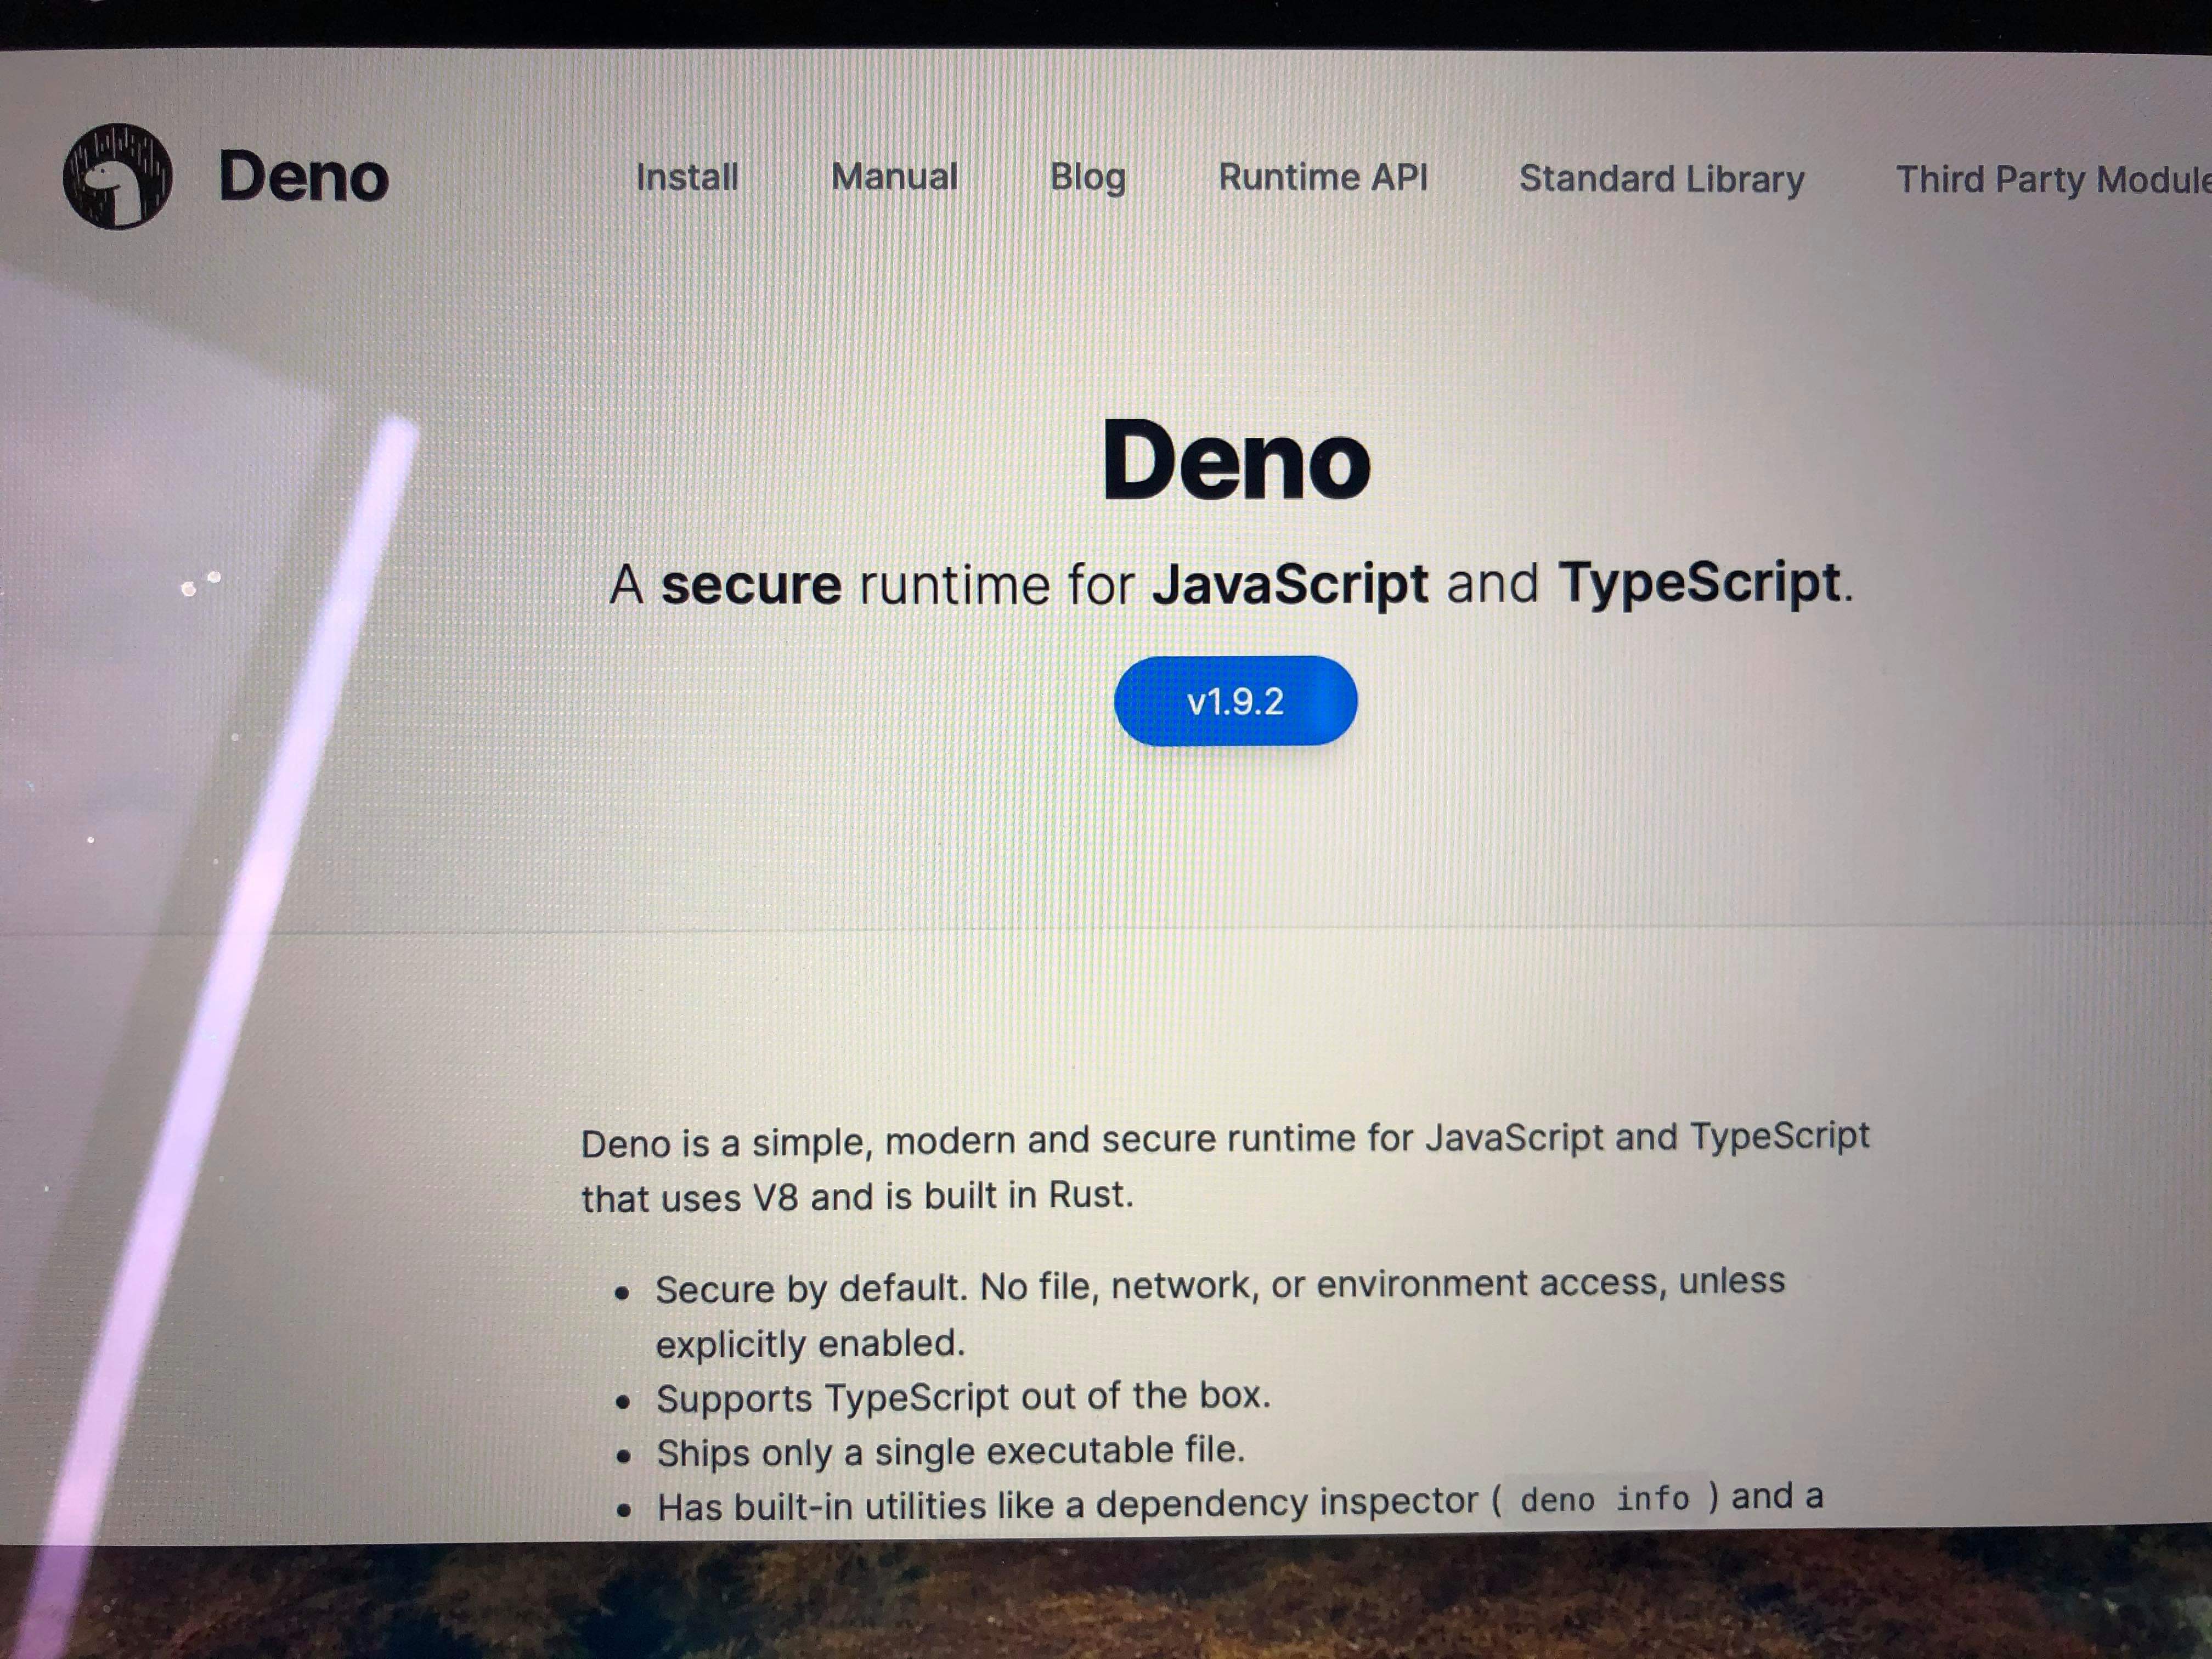 Deno
Install
Manual
Blog
Runtime API
Standard Library
Third Party
Deno
A secure runtime for JavaScript and TypeScript.
v1.9.2
Deno is a simple, modern and secure runtime for JavaScript and TypeScript
that uses V8 and is built in Rust.
• Secure by default. No file, network, or environment access, unless
explicitly enabled.
• Supports TypeScript out of the box.
• Ships only a single executable file.
• Has built-in utilities like a dependency inspector ( deno info ) and a